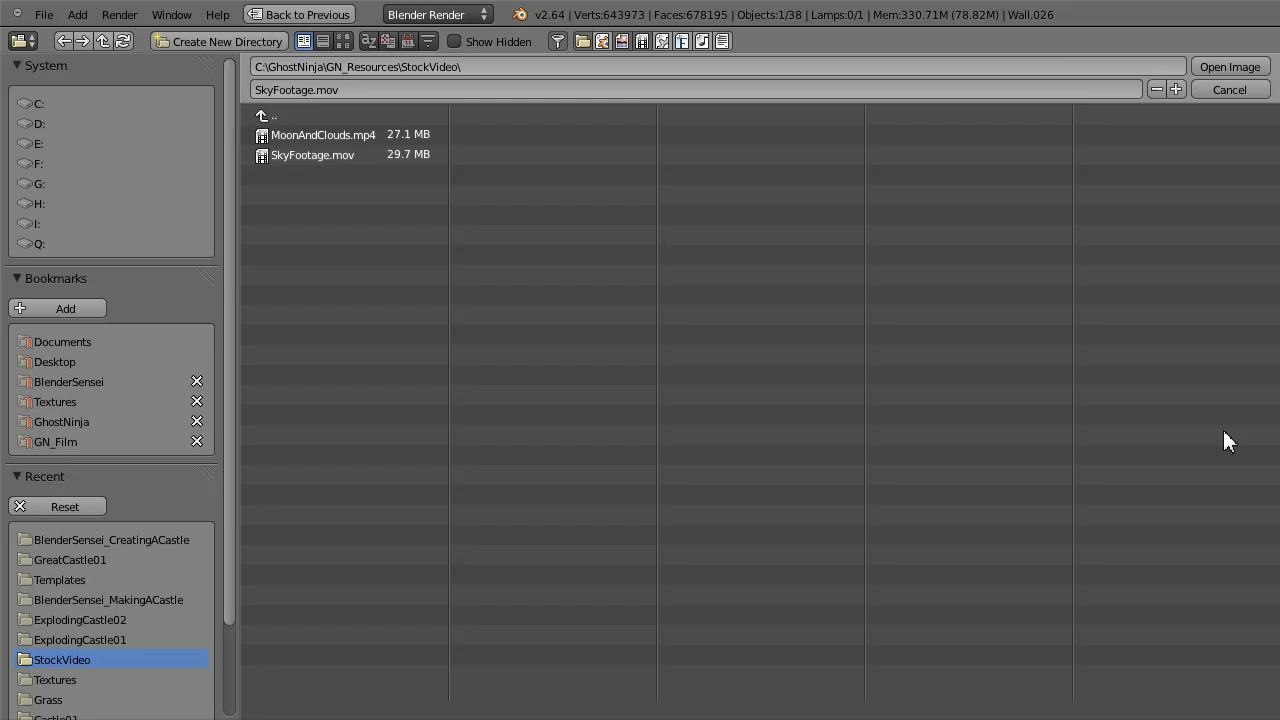 File Add Render Window Help Back to Previous Blender Render v2.64 | Verts:643973 | Faces:678195 | Objects:1/38 | Lamps:0/1 | Mem:330.71M (78.82M) | Wall.026
Create New Directory Show Hidden
System
C:\GhostNinja\GN_Resources\StockVideo\ Open Image
SkyFootage.mov Cancel
C:
D:
E:
F:
G:
H:
I:
Q:
..
MoonAndClouds.mp4 27.1 MB
SkyFootage.mov 29.7 MB
Bookmarks
Add
Documents
Desktop
BlenderSensei
Textures
GhostNinja
GN_Film
Recent
Reset
BlenderSensei_CreatingACastle
GreatCastle01
Templates
BlenderSensei_MakingACastle
ExplodingCastle02
ExplodingCastle01
StockVideo
Textures
Grass
Castle01